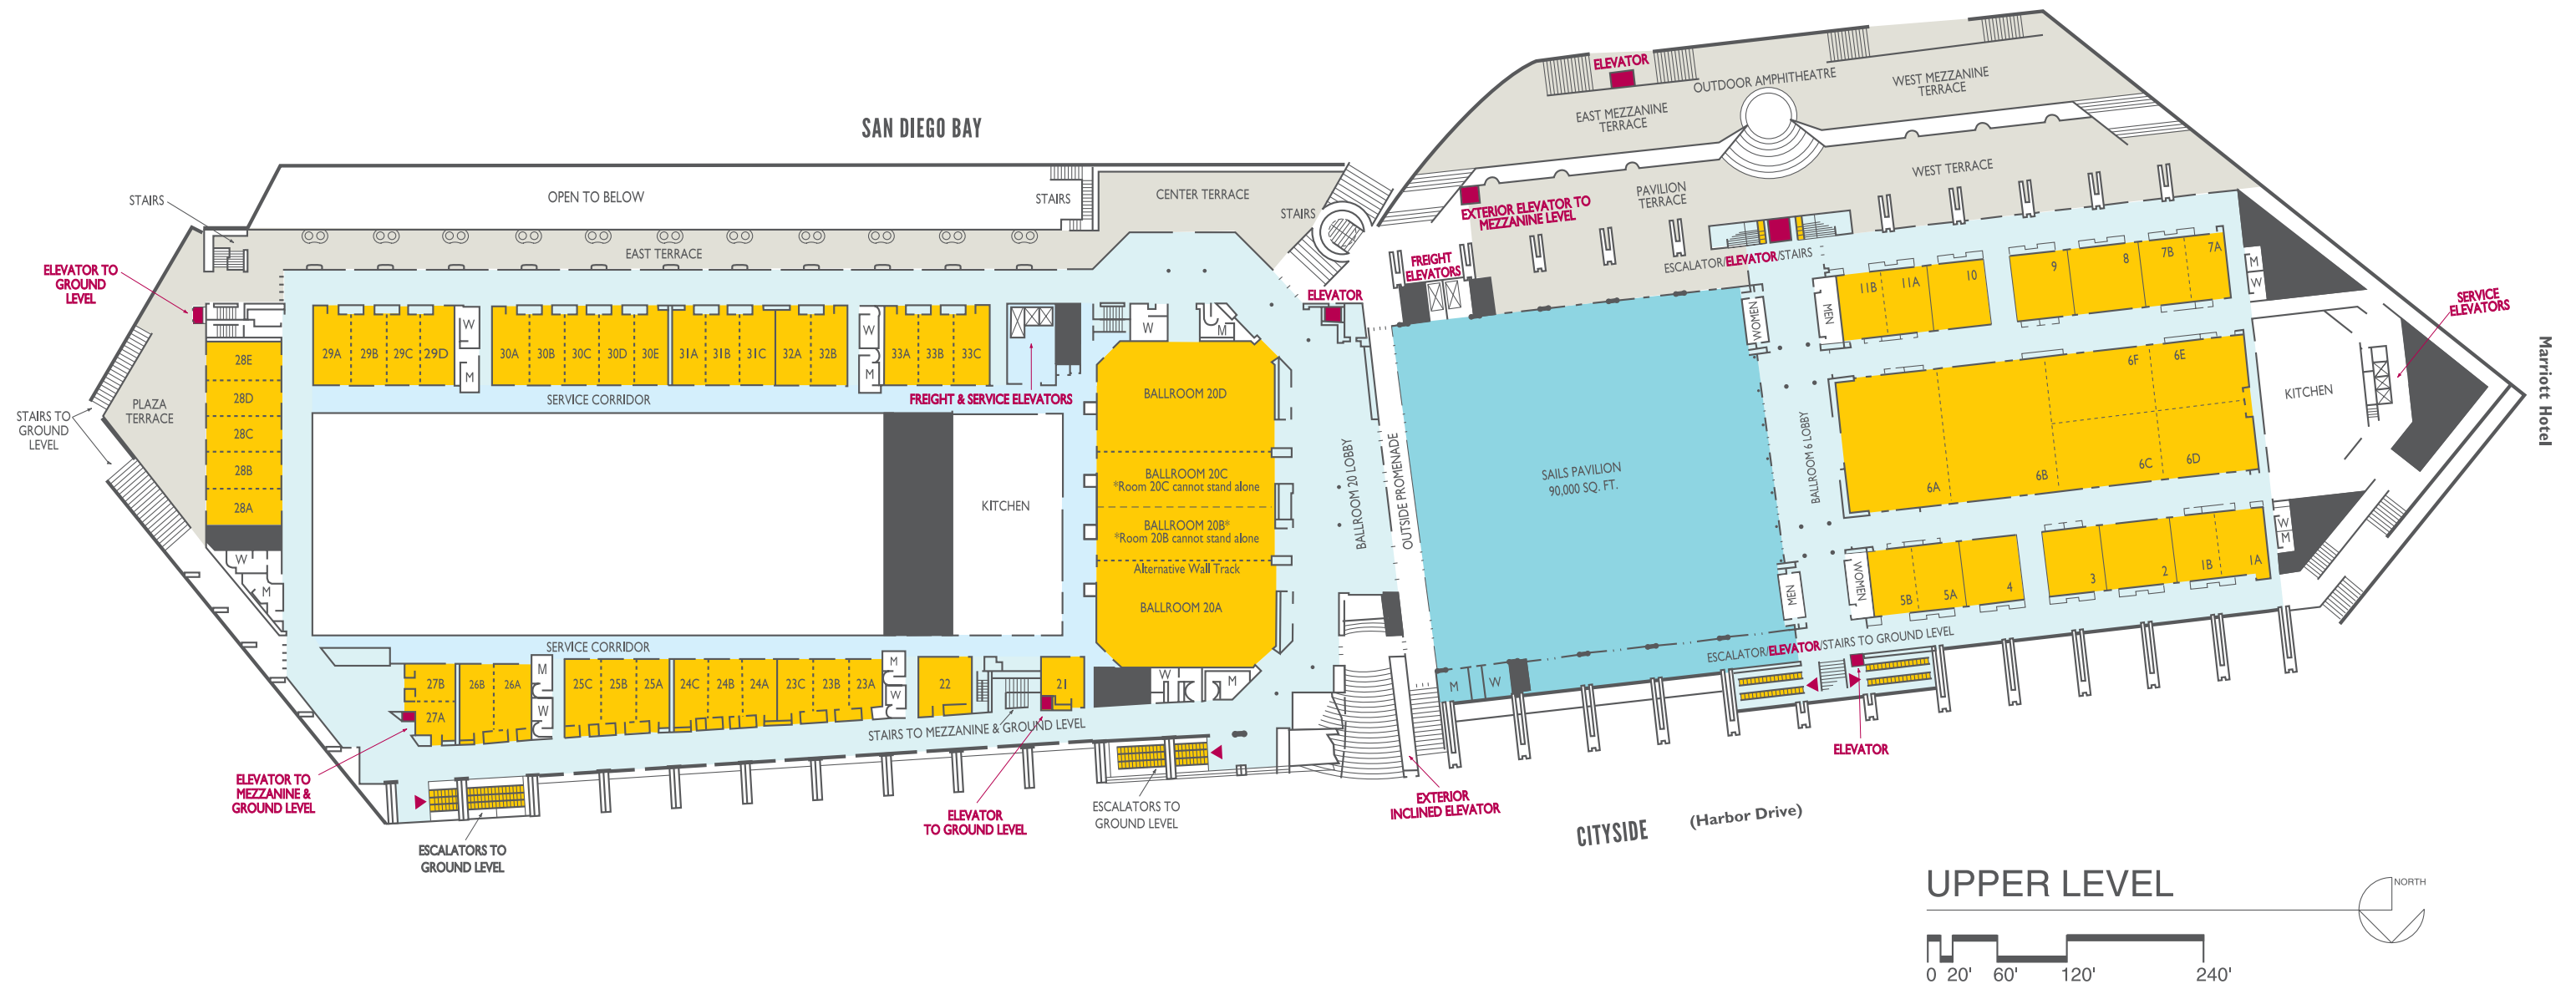 SAN DIEGO BAY
ELEVATOR
OUTDOOR AMPHITHEATRE
WEST MEZZANINE
TERRACE
EAST MEZZANINE
TERRACE
WEST TERRACE
PAVILION
TERRACE
EXTERIOR ELEVATOR TO
MEZZANINE LEVEL
STAIRS
OPEN TO BELOW
STAIRS
CENTER TERRACE
STAIRS
EAST TERRACE
ELEVATOR TO
GROUND
LEVEL
FREIGHT
ELEVATORS
ESCALATOR/ELEVATOR/STAIRS
ELEVATOR
SERVICE
ELEVATORS
Marriott Hotel
29A
29B
29C
29D
W
M
30A
30B
30C
30D
30E
31A
31B
31C
32A
32B
W
M
33A
33B
33C
W
M
WOMEN
MEN
11B
11A
10
9
8
7B
7A
M
W
28E
28D
28C
28B
28A
W
M
PLAZA
TERRACE
STAIRS TO
GROUND
LEVEL
SERVICE CORRIDOR
FREIGHT & SERVICE ELEVATORS
KITCHEN
BALLROOM 20D
BALLROOM 20C
*Room 20C cannot stand alone
BALLROOM 20B*
*Room 20B cannot stand alone
Alternative Wall Track
BALLROOM 20A
BALLROOM 20 LOBBY
OUTSIDE PROMENADE
SAILS PAVILION
90,000 SQ. FT.
BALLROOM 6 LOBBY
6F
6E
6A
6B
6C
6D
KITCHEN
W
M
MEN
WOMEN
5B
5A
4
3
2
1B
1A
ESCALATOR/ELEVATOR/STAIRS TO GROUND LEVEL
SERVICE CORRIDOR
27B
27A
26B
26A
M
W
25C
25B
25A
24C
24B
24A
23C
23B
23A
M
W
22
21
W
M
M
W
STAIRS TO MEZZANINE & GROUND LEVEL
ELEVATOR TO
MEZZANINE &
GROUND LEVEL
ESCALATORS TO
GROUND LEVEL
ELEVATOR
TO GROUND LEVEL
ESCALATORS TO
GROUND LEVEL
EXTERIOR
INCLINED ELEVATOR
ELEVATOR
CITYSIDE
(Harbor Drive)
UPPER LEVEL
NORTH
0 20' 60' 120' 240'